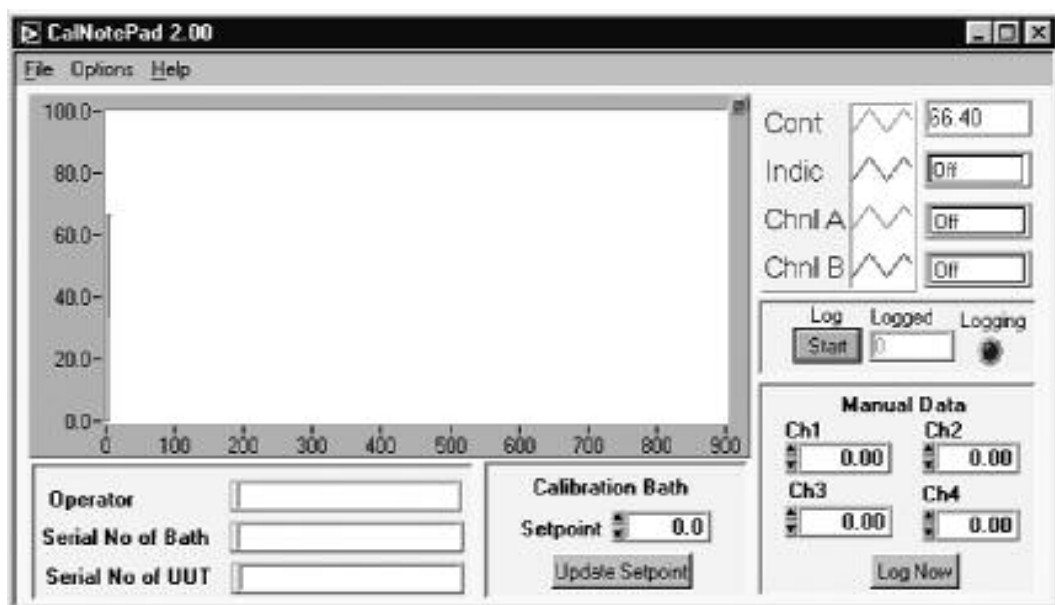 CalNotePad 2.00
File Options Help
100.0
80.0
60.0
40.0
20.0
0.0
0 100 200 300 400 500 600 700 800 900
Cont 66.40
Indic Off
Chnl A Off
Chnl B Off
Log Logged Logging
Start 0
Manual Data
Ch1 Ch2
0.00 0.00
Ch3 Ch4
0.00 0.00
Log Now
Operator
Serial No of Bath
Serial No of UUT
Calibration Bath
Setpoint 0.0
Update Setpoint